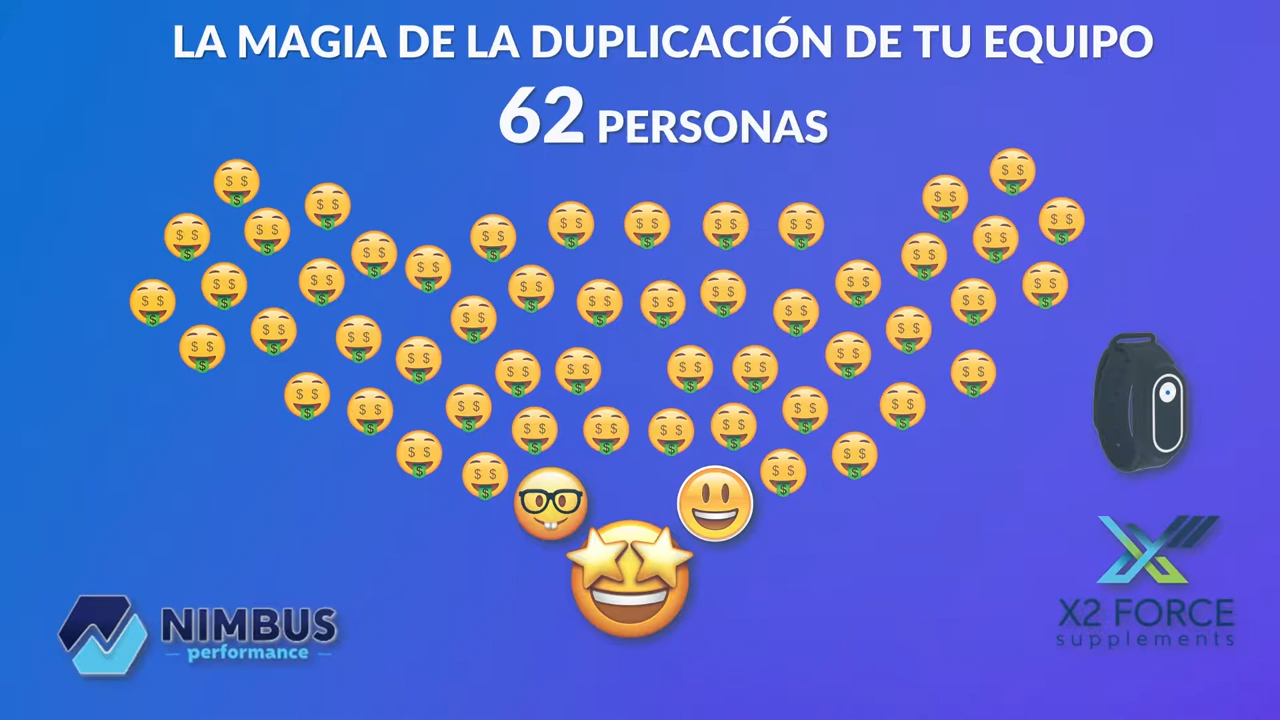 LA MAGIA DE LA DUPLICACIÓN DE TU EQUIPO
62 PERSONAS
NIMBUS
performance
X2 FORCE
supplements